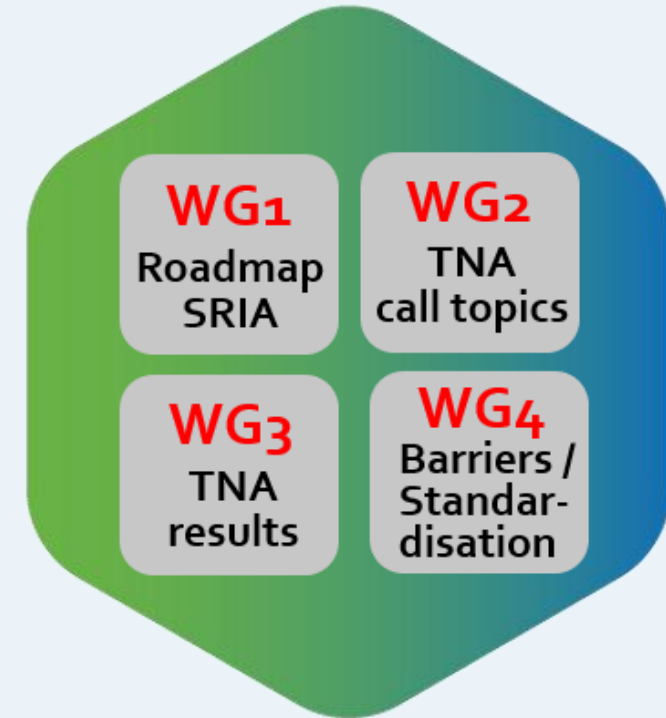 WG1
Roadmap
SRIA
WG2
TNA
call topics
WG3
TNA
results
WG4
Barriers /
Standar-
disation